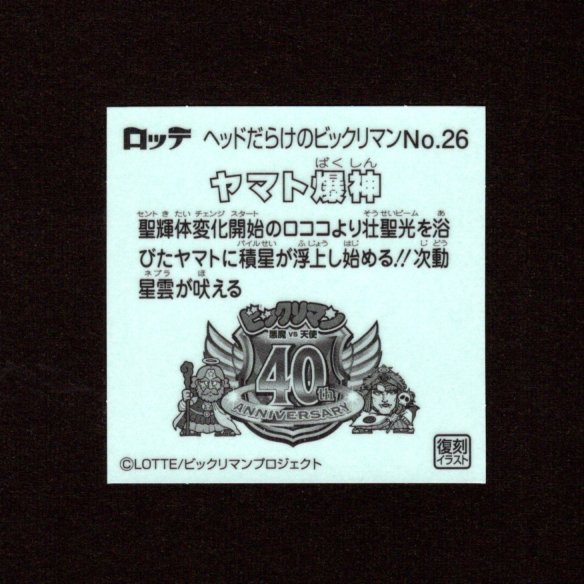 ロッテ ヘッドだらけのビックリマンNo.26
ばくしん
ヤマト爆神
セント き たい チェンジ スタート そうせいビーム あ
聖輝体変化開始のロココより壮聖光を浴
パイルせい ふじょう はじ じ どう
びたヤマトに積星が浮上し始める!!次動
ネブラ ほ
星雲が吠える
ビックリマン
悪魔 VS 天使
40th
ANNIVERSARY
復刻
イラスト
©LOTTE/ビックリマンプロジェクト